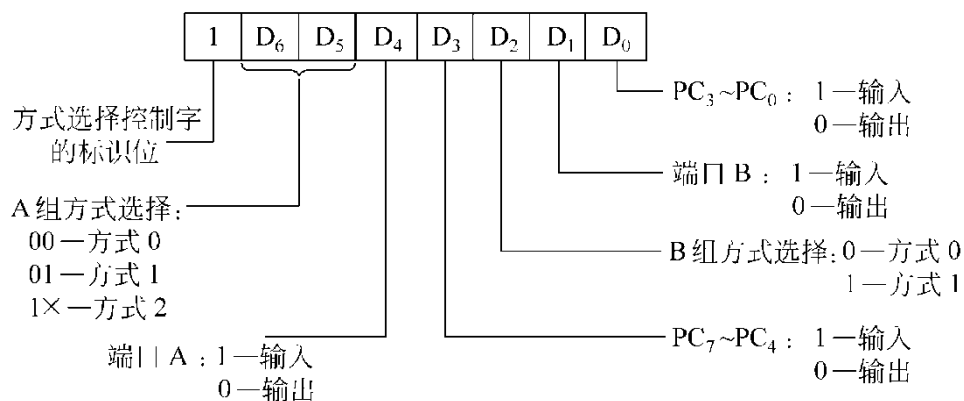 1 D₆ D₅ D₄ D₃ D₂ D₁ D₀
方式选择控制字
的标识位
A组方式选择:
00—方式0
01—方式1
1×—方式2
端口A：1—输入
0—输出
PC₃~PC₀：1—输入
0—输出
端口B：1—输入
0—输出
B组方式选择:0—方式0
1—方式1
PC₇~PC₄：1—输入
0—输出